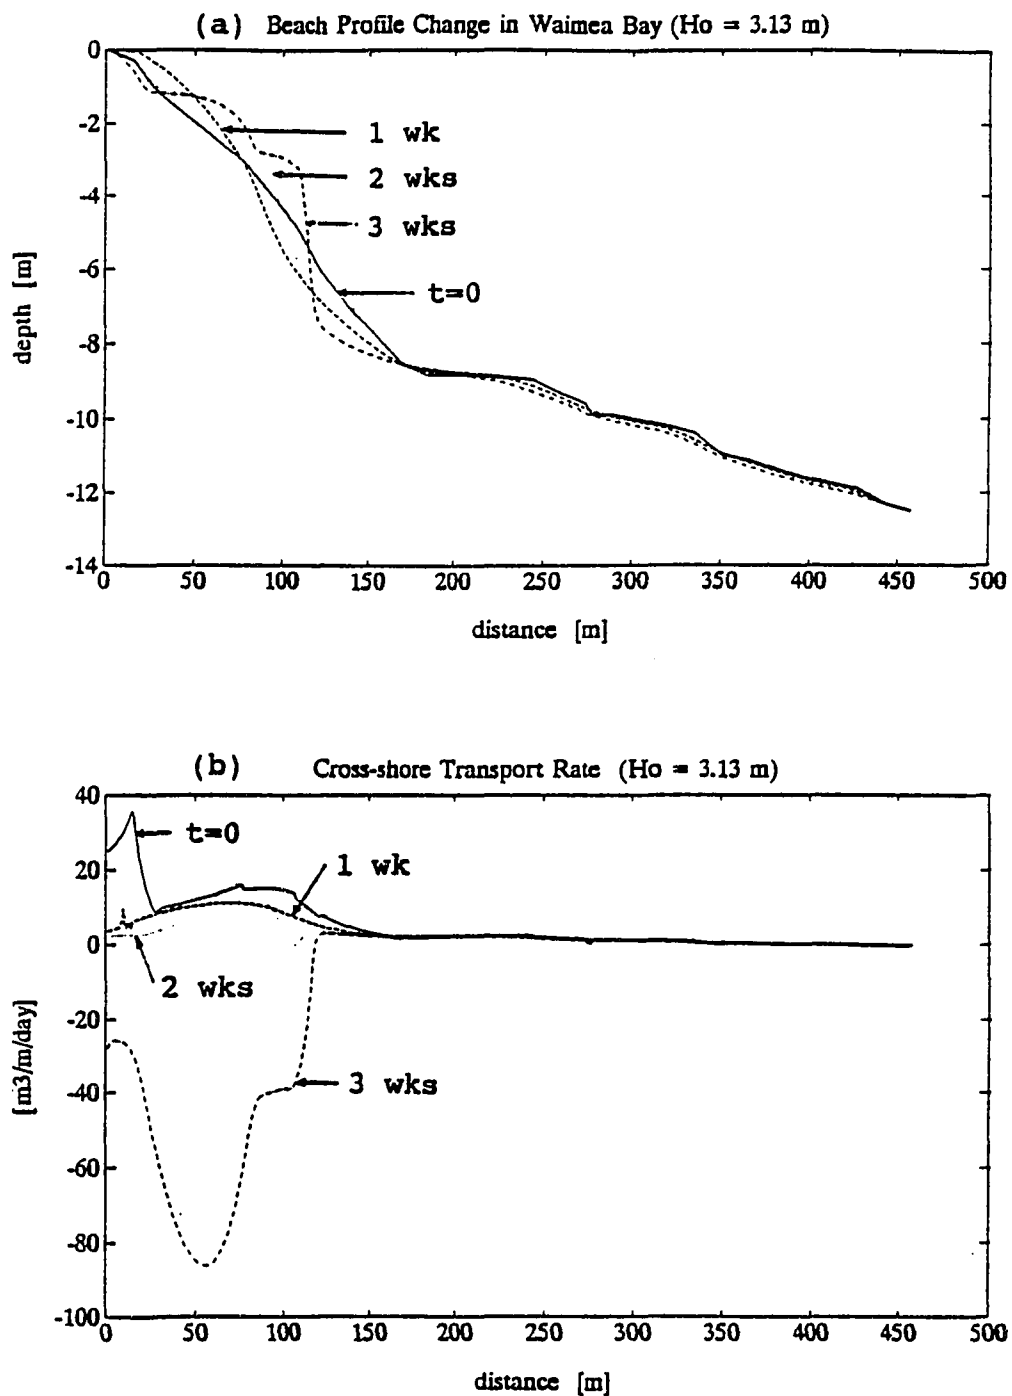 (a) Beach Profile Change in Waimea Bay (Ho = 3.13 m)
0
-2
-4
-6
-8
-10
-12
-14
depth [m]
1 wk
2 wks
3 wks
t=0
0 50 100 150 200 250 300 350 400 450 500
distance [m]
(b) Cross-shore Transport Rate (Ho = 3.13 m)
40
20
0
-20
-40
-60
-80
-100
[m3/m/day]
t=0
1 wk
2 wks
3 wks
0 50 100 150 200 250 300 350 400 450 500
distance [m]